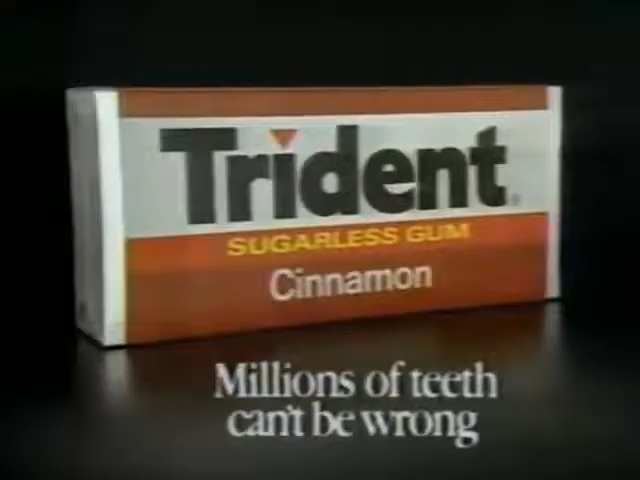 Trident
SUGARLESS GUM
Cinnamon
Millions of teeth
can't be wrong